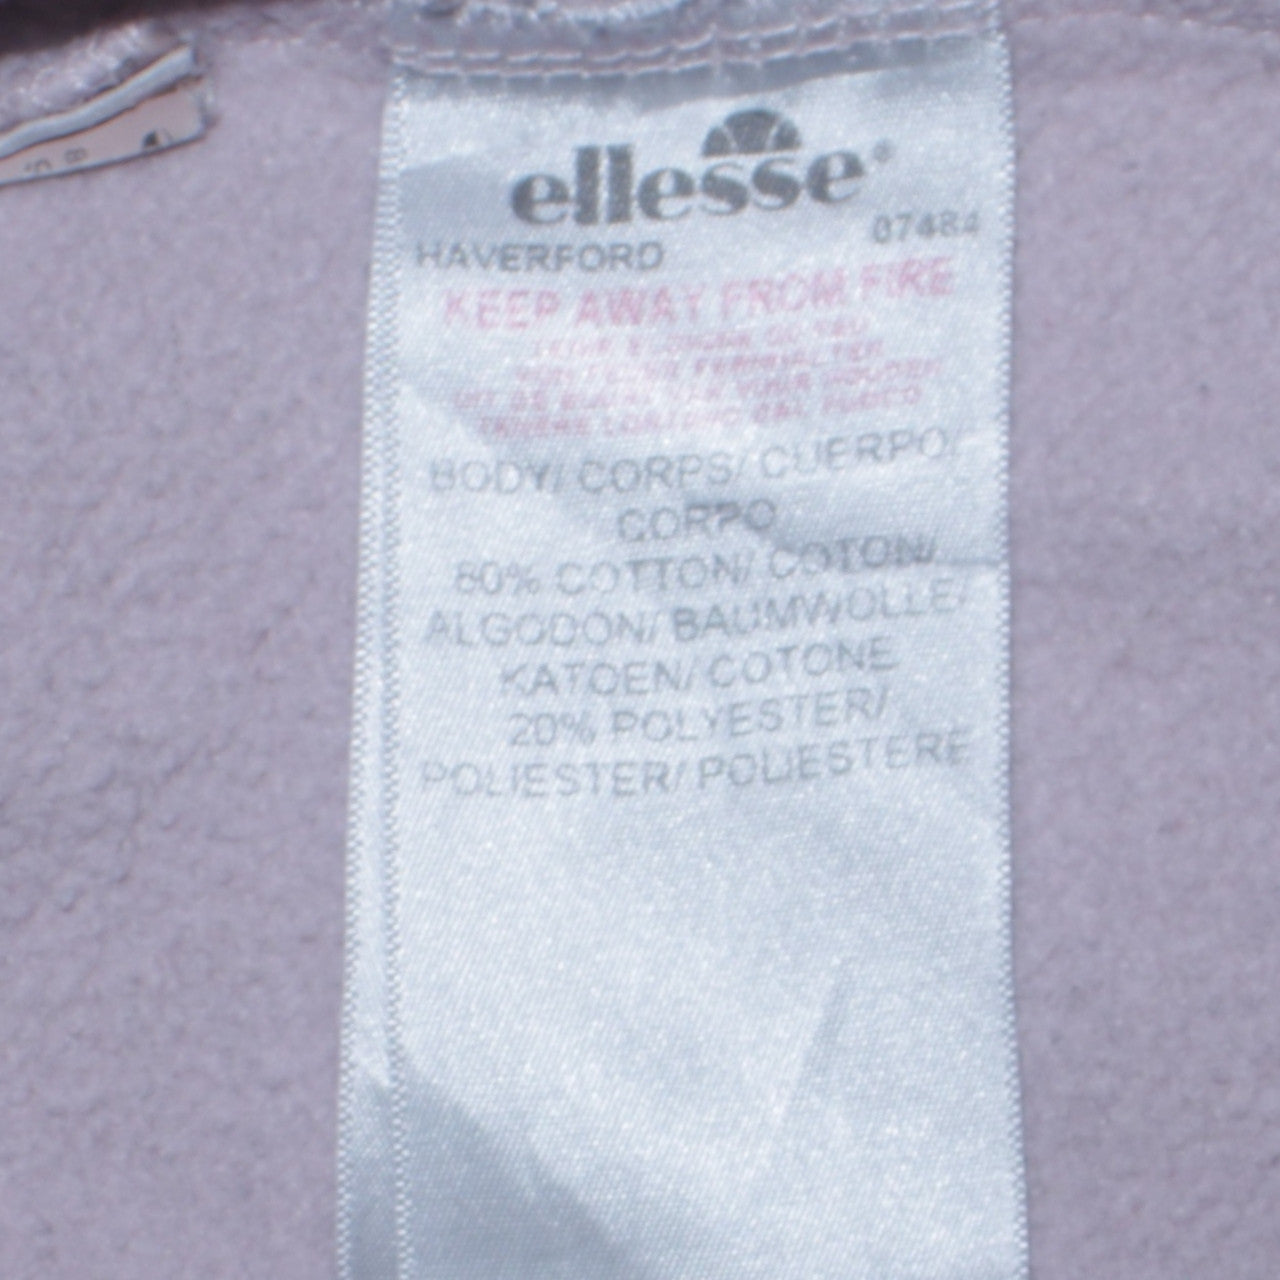 ellesse®
HAVERFORD 07484
KEEP AWAY FROM FIRE
BODY/ CORPS/ CUERPO/
CORPO
80% COTTON/ COTON/
ALGODON/ BAUMWOLLE/
KATOEN/ COTONE
20% POLYESTER/
POLIESTER/ POLIESTERE